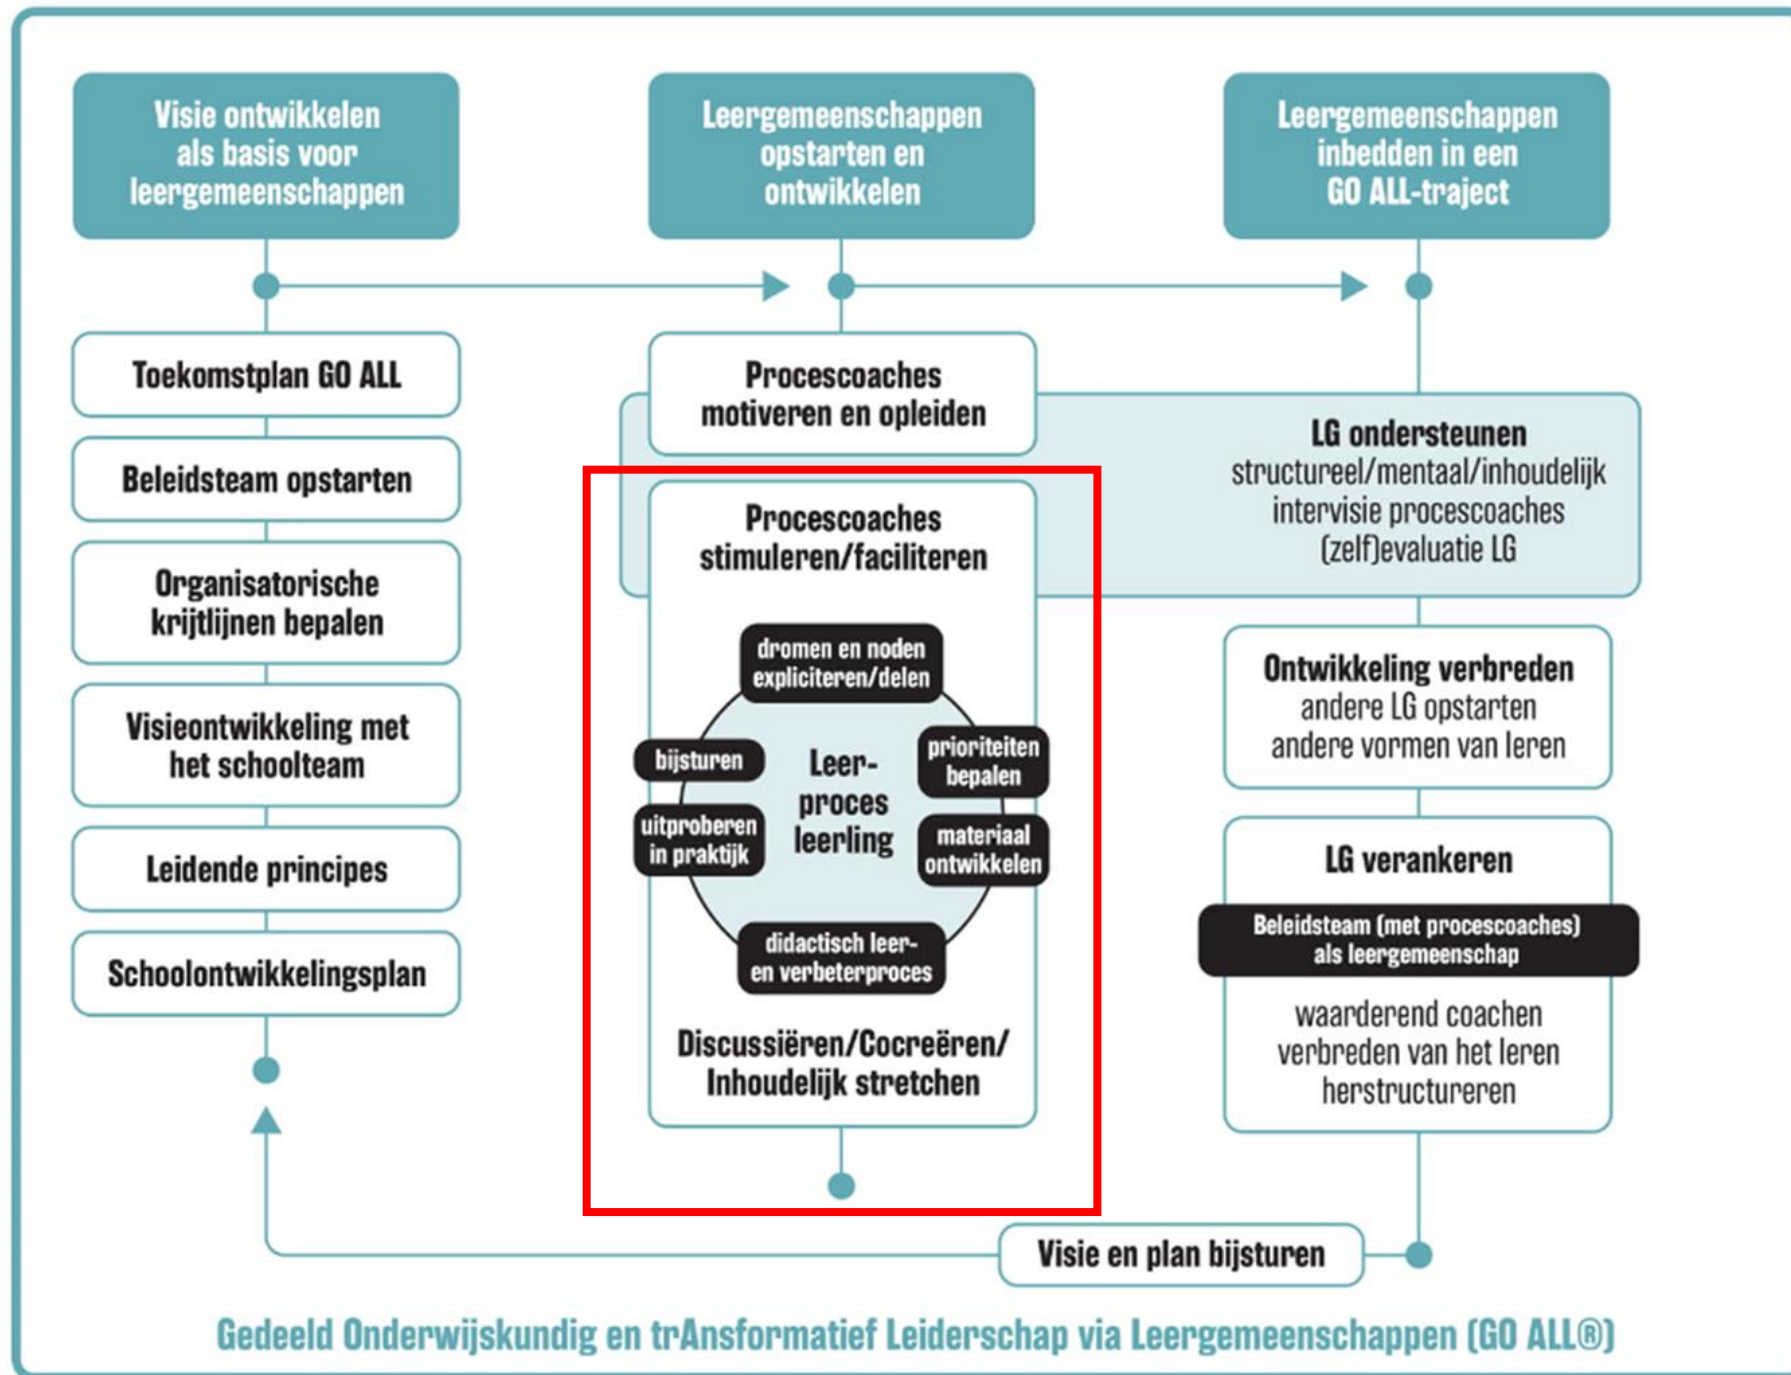 Visie ontwikkelen
als basis voor
leergemeenschappen
Leergemeenschappen
opstarten en
ontwikkelen
Leergemeenschappen
inbedden in een
GO ALL-traject
Toekomstplan GO ALL
Beleidsteam opstarten
Organisatorische
krijtlijnen bepalen
Visieontwikkeling met
het schoolteam
Leidende principes
Schoolontwikkelingsplan
Procescoaches
motiveren en opleiden
Procescoaches
stimuleren/faciliteren
dromen en noden
expliciteren/delen
prioriteiten
bepalen
materiaal
ontwikkelen
didactisch leer-
en verbeterproces
uitproberen
in praktijk
bijsturen
Leer-
proces
leerling
Discussiëren/Cocreëren/
Inhoudelijk stretchen
LG ondersteunen
structureel/mentaal/inhoudelijk
intervisie procescoaches
(zelf)evaluatie LG
Ontwikkeling verbreden
andere LG opstarten
andere vormen van leren
LG verankeren
Beleidsteam (met procescoaches)
als leergemeenschap
waarderend coachen
verbreden van het leren
herstructureren
Visie en plan bijsturen
Gedeeld Onderwijskundig en trAnsformatief Leiderschap via Leergemeenschappen (GO ALL®)